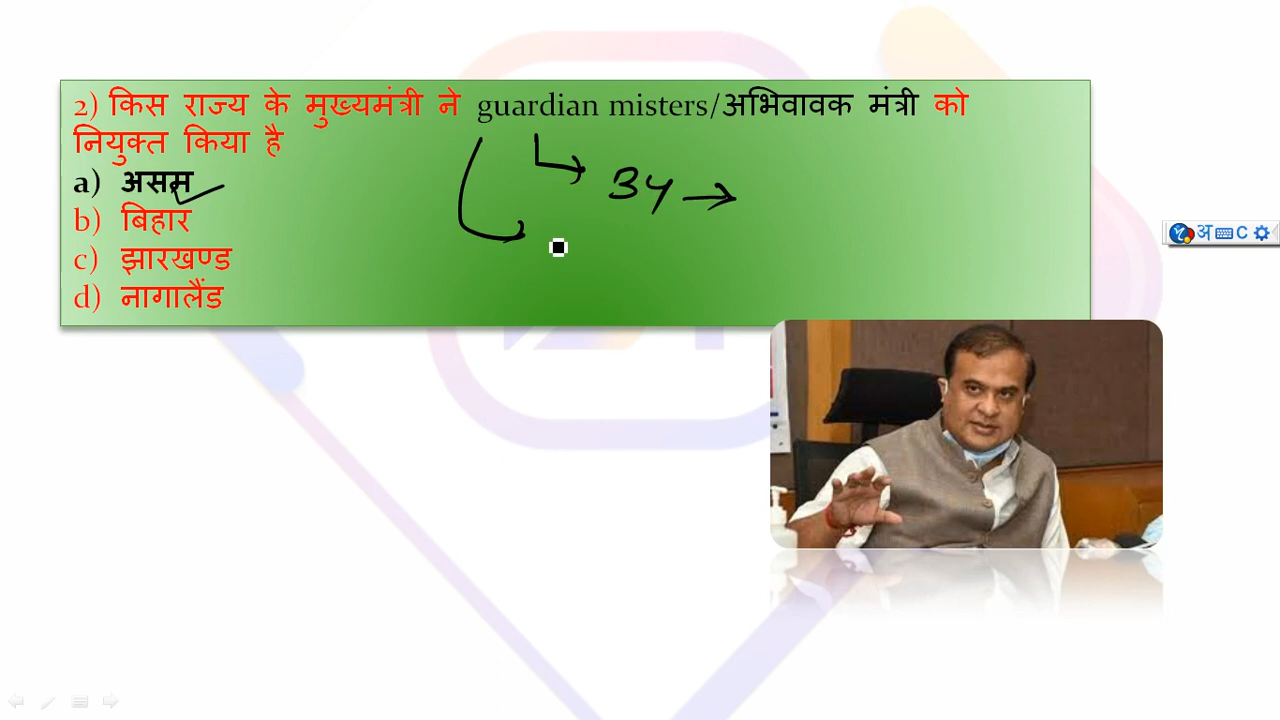 2) किस राज्य के मुख्यमंत्री ने guardian misters/अभिवावक मंत्री को
नियुक्त किया है
a) असम
34 →
b) बिहार
c) झारखण्ड
d) नागालैंड
अ C